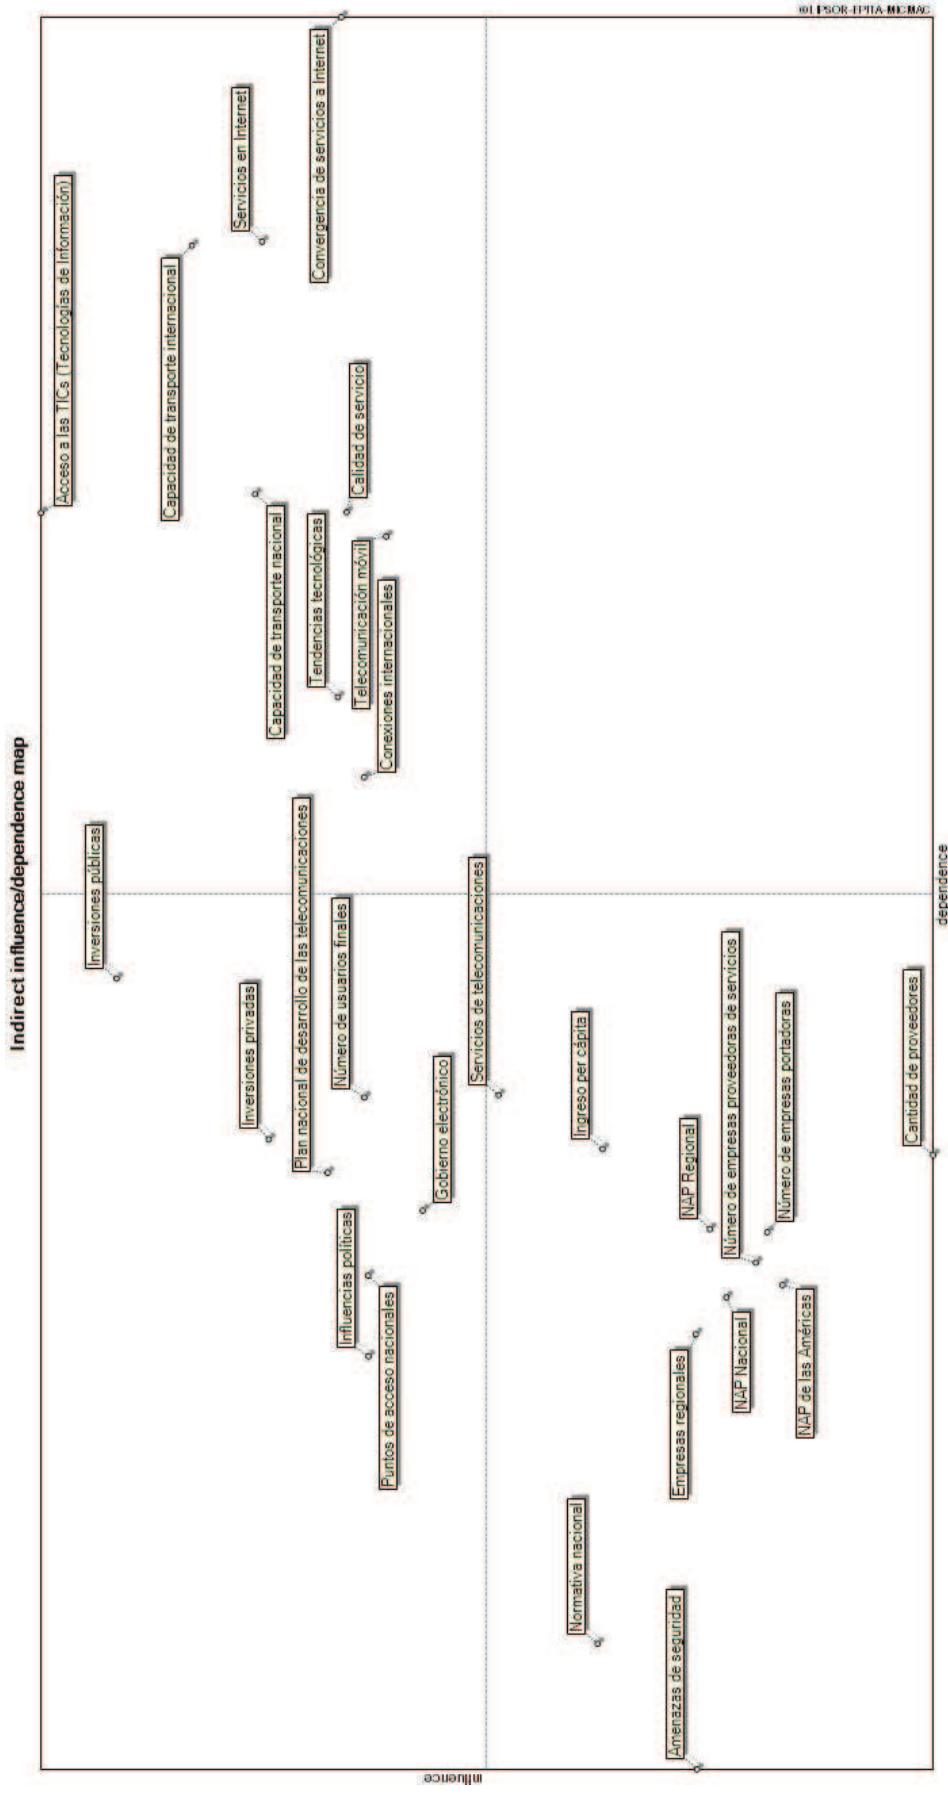 Indirect influence/dependence map
© LIPSOR-EPITA-MICMAC
Acceso a las TICs (Tecnologías de Información)
Inversiones públicas
Capacidad de transporte internacional
Servicios en Internet
Inversiones privadas
Capacidad de transporte nacional
Plan nacional de desarrollo de las telecomunicaciones
Tendencias tecnológicas
Convergencia de servicios a Internet
Número de usuarios finales
Influencias políticas
Telecomunicación móvil
Calidad de servicio
Puntos de acceso nacionales
Conexiones internacionales
Gobierno electrónico
Servicios de telecomunicaciones
influence
Normativa nacional
Ingreso per cápita
Amenazas de seguridad
Empresas regionales
NAP Regional
Número de empresas proveedoras de servicios
NAP Nacional
Número de empresas portadoras
NAP de las Américas
Cantidad de proveedores
dependence